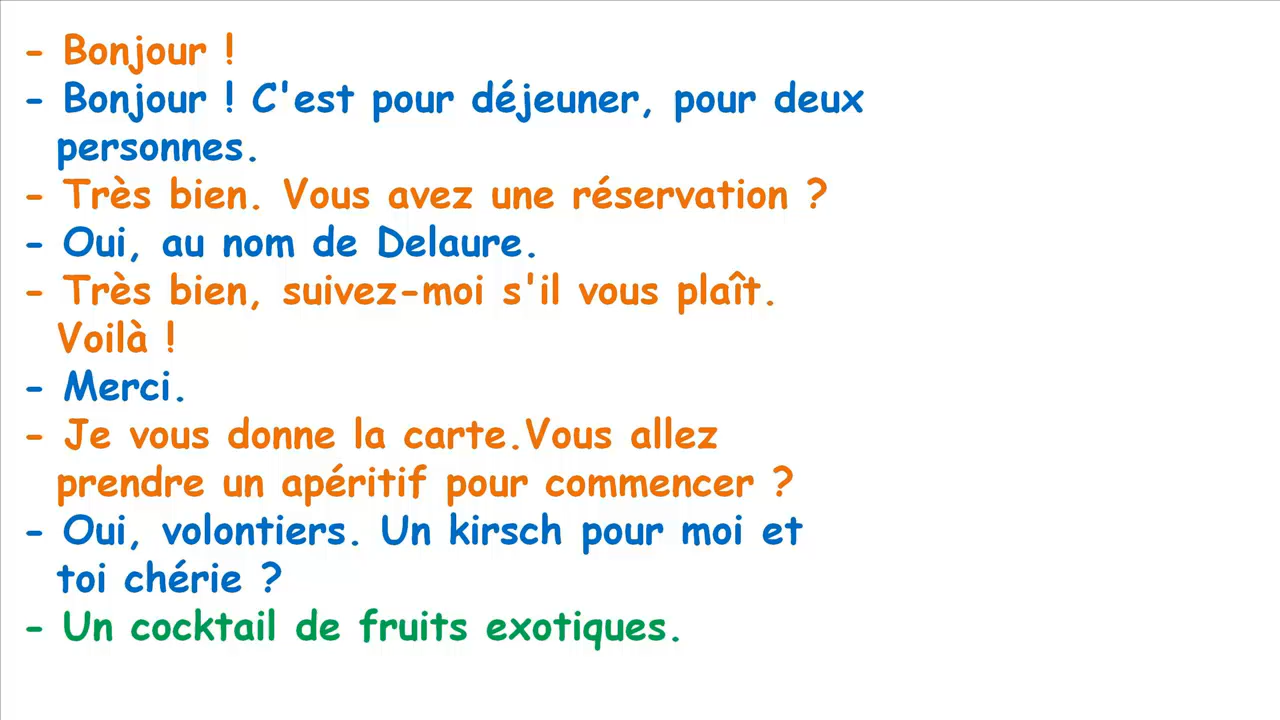 - Bonjour !
- Bonjour ! C'est pour déjeuner, pour deux
personnes.
- Très bien. Vous avez une réservation ?
- Oui, au nom de Delaure.
- Très bien, suivez-moi s'il vous plaît.
Voilà !
- Merci.
- Je vous donne la carte.Vous allez
prendre un apéritif pour commencer ?
- Oui, volontiers. Un kirsch pour moi et
toi chérie ?
- Un cocktail de fruits exotiques.